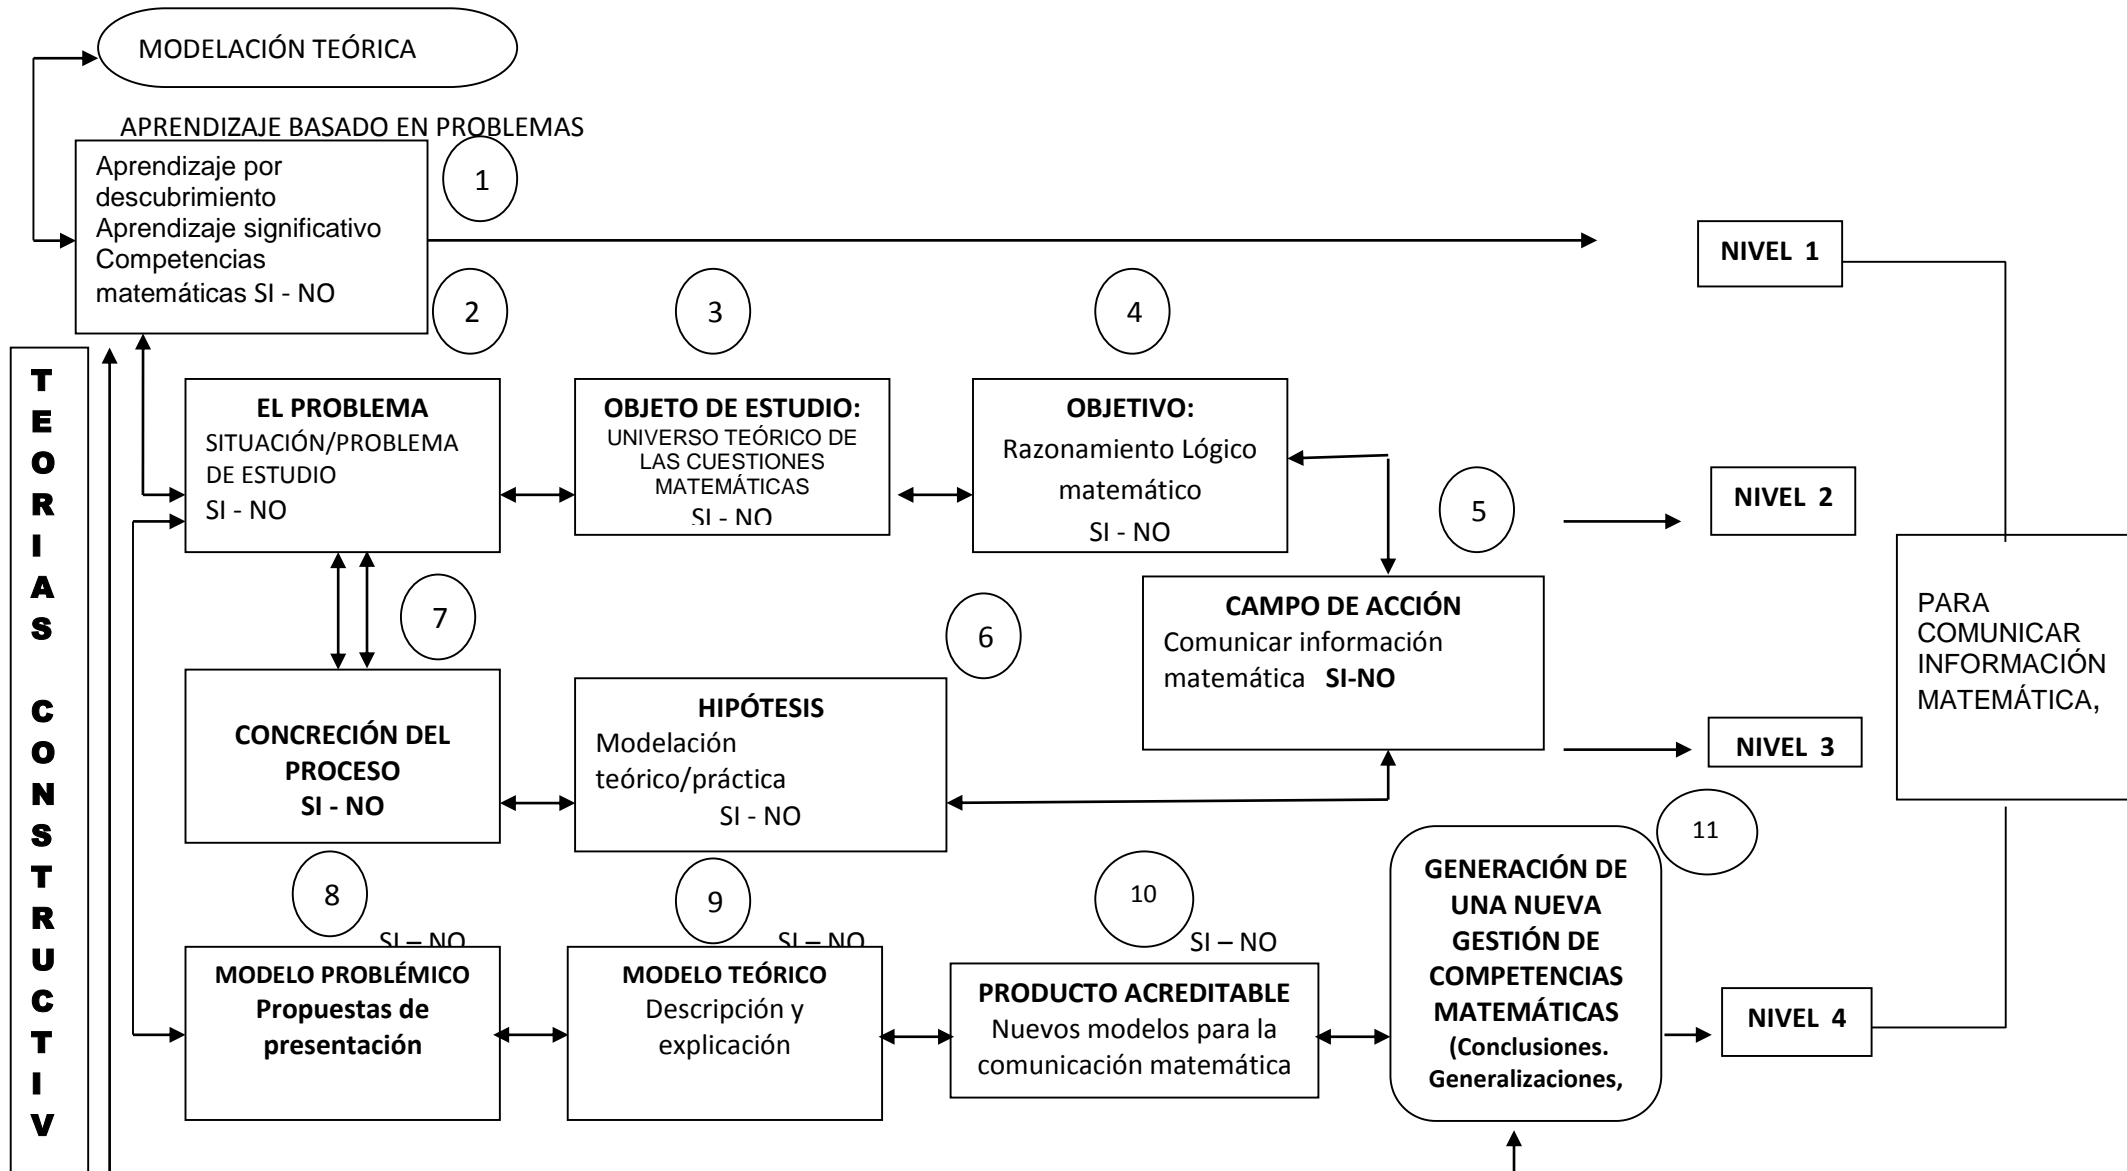 MODELACIÓN TEÓRICA
APRENDIZAJE BASADO EN PROBLEMAS
Aprendizaje por
descubrimiento
Aprendizaje significativo
Competencias
matemáticas SI - NO
1
NIVEL 1
2
3
4
TEORIAS CONSTRUCTIV
EL PROBLEMA
SITUACIÓN/PROBLEMA
DE ESTUDIO
SI - NO
OBJETO DE ESTUDIO:
UNIVERSO TEÓRICO DE
LAS CUESTIONES
MATEMÁTICAS
SI - NO
OBJETIVO:
Razonamiento Lógico
matemático
SI - NO
5
NIVEL 2
7
6
CAMPO DE ACCIÓN
Comunicar información
matemática SI-NO
PARA
COMUNICAR
INFORMACIÓN
MATEMÁTICA,
CONCRECIÓN DEL
PROCESO
SI - NO
HIPÓTESIS
Modelación
teórico/práctica
SI - NO
NIVEL 3
8
9
10
11
SI – NO
SI – NO
SI – NO
MODELO PROBLÉMICO
Propuestas de
presentación
MODELO TEÓRICO
Descripción y
explicación
PRODUCTO ACREDITABLE
Nuevos modelos para la
comunicación matemática
GENERACIÓN DE
UNA NUEVA
GESTIÓN DE
COMPETENCIAS
MATEMÁTICAS
(Conclusiones.
Generalizaciones,
NIVEL 4